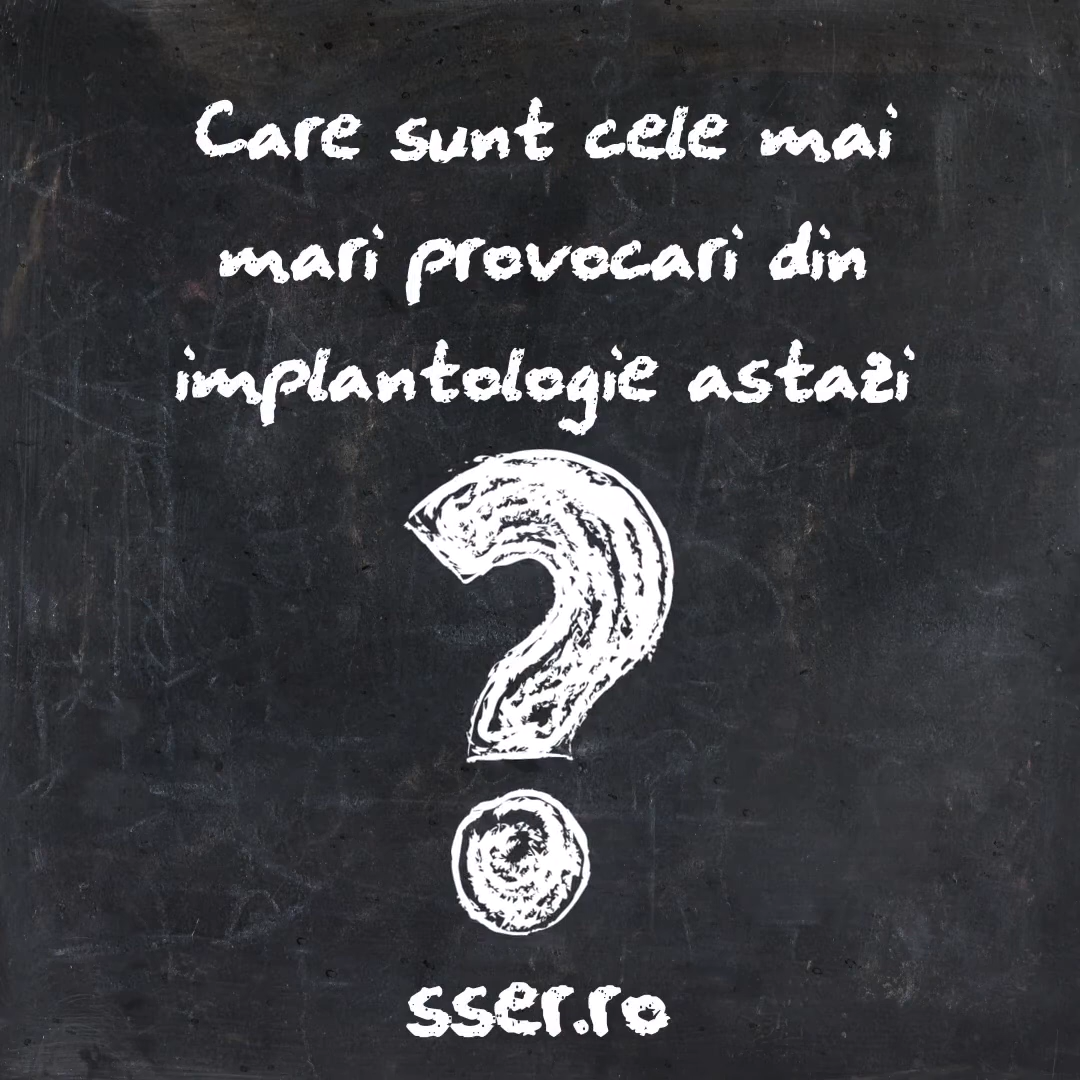 Care sunt cele mai
mari provocari din
implantologie astazi
?
sser.ro